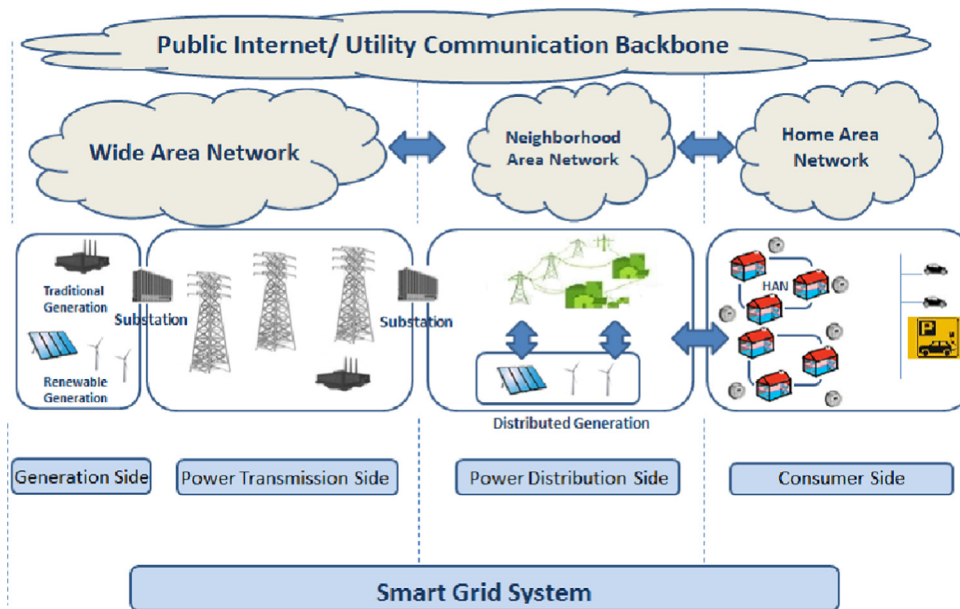 Public Internet/ Utility Communication Backbone
Wide Area Network
Neighborhood
Area Network
Home Area
Network
Traditional
Generation
Substation
Renewable
Generation
Substation
Distributed Generation
HAN
P
Generation Side
Power Transmission Side
Power Distribution Side
Consumer Side
Smart Grid System